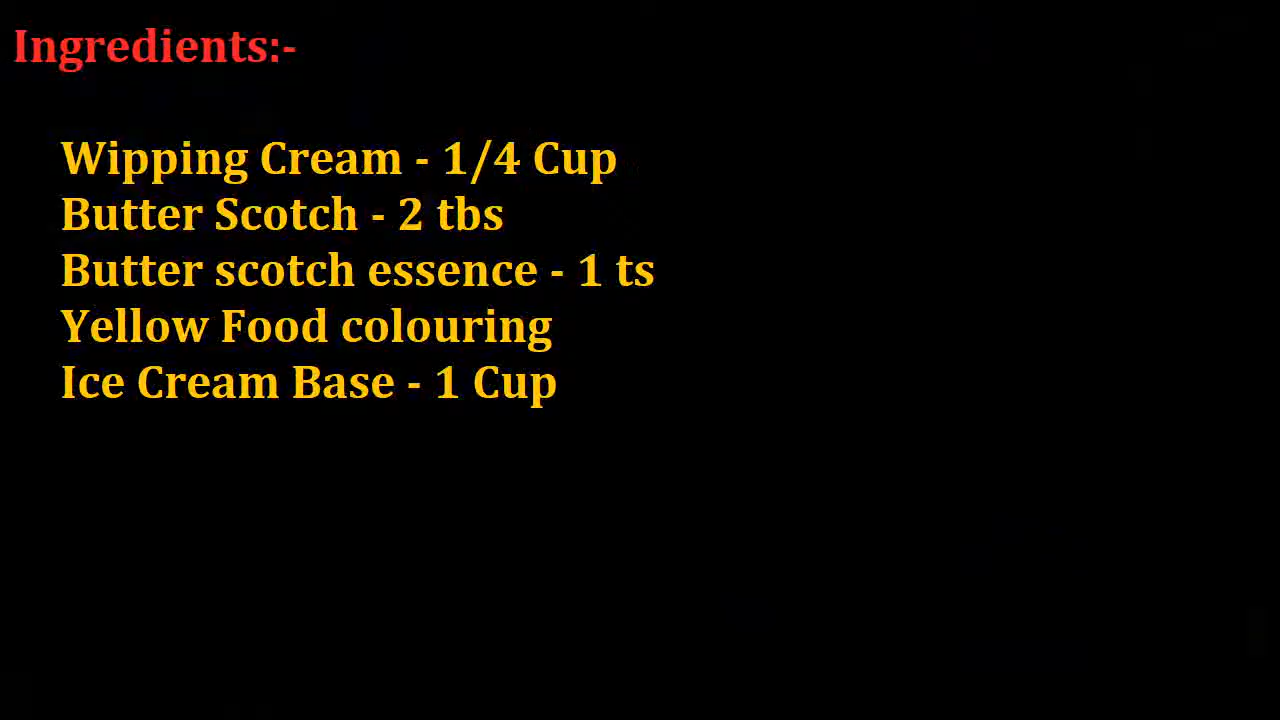 Ingredients:-
Wipping Cream - 1/4 Cup
Butter Scotch - 2 tbs
Butter scotch essence - 1 ts
Yellow Food colouring
Ice Cream Base - 1 Cup